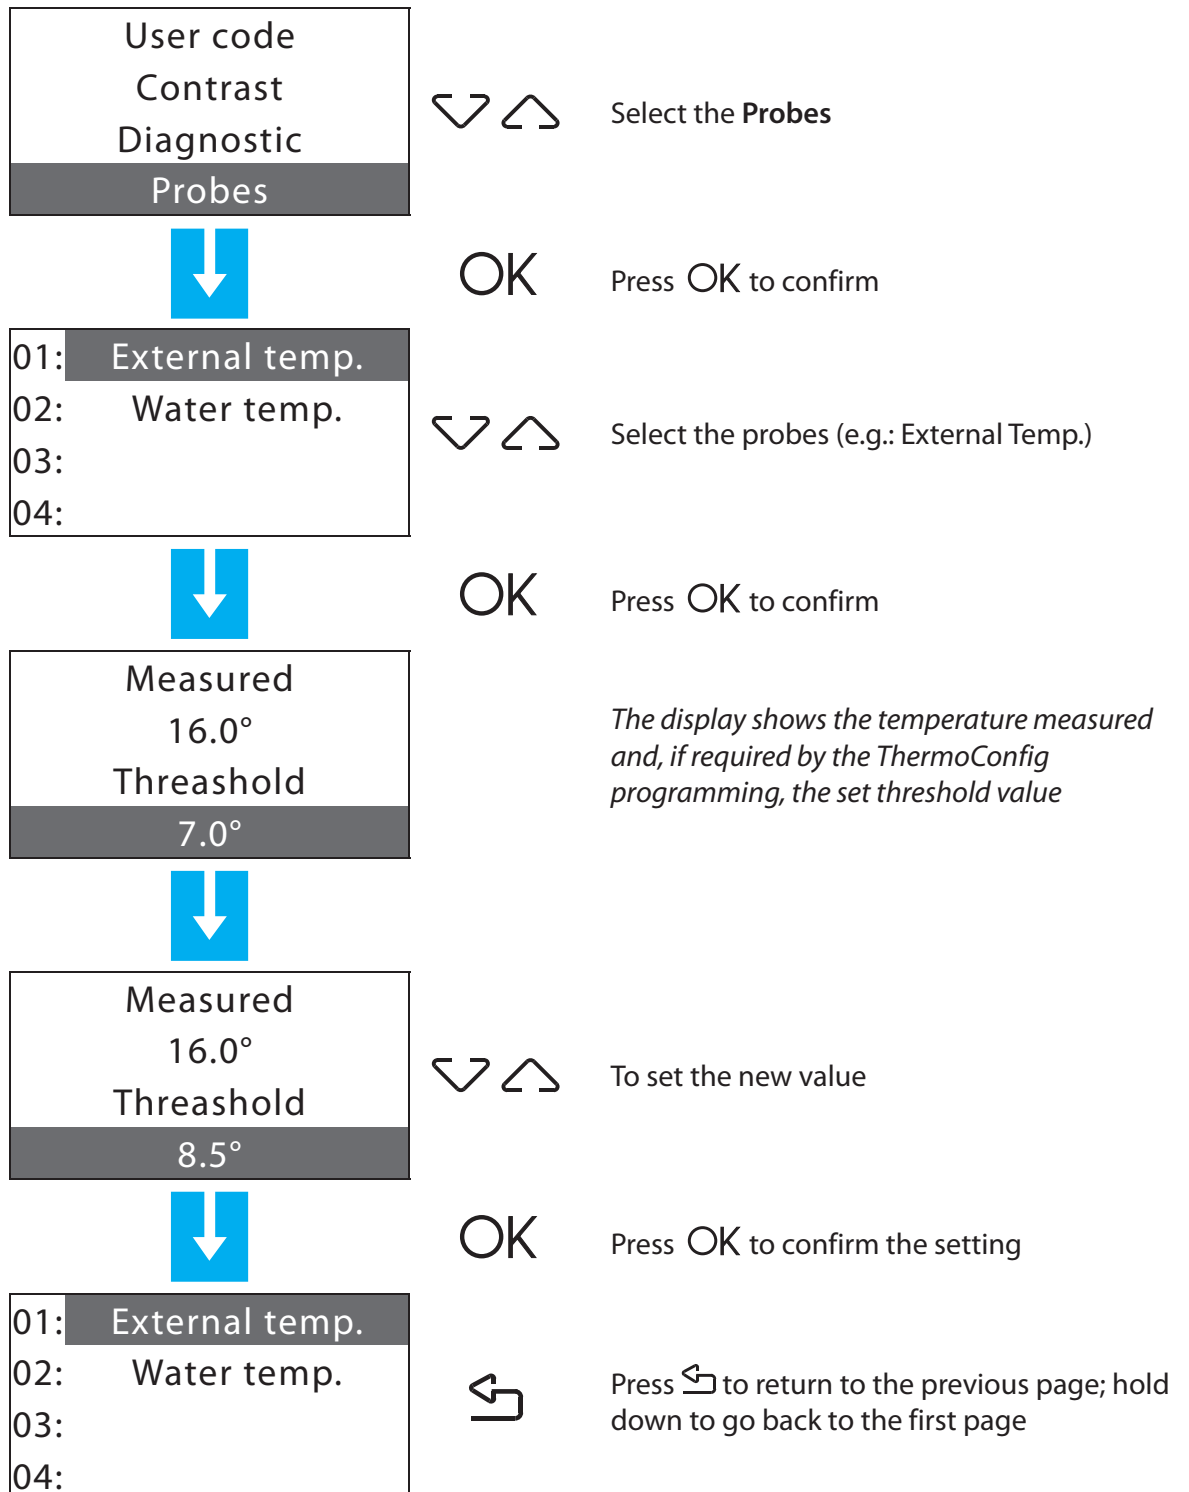 User code
Contrast
Diagnostic
Probes
Select the Probes
OK
Press OK to confirm
01: External temp.
02: Water temp.
03:
04:
Select the probes (e.g.: External Temp.)
OK
Press OK to confirm
Measured
16.0°
Threashold
7.0°
The display shows the temperature measured
and, if required by the ThermoConfig
programming, the set threshold value
Measured
16.0°
Threashold
8.5°
To set the new value
OK
Press OK to confirm the setting
01: External temp.
02: Water temp.
03:
04:
Press to return to the previous page; hold
down to go back to the first page